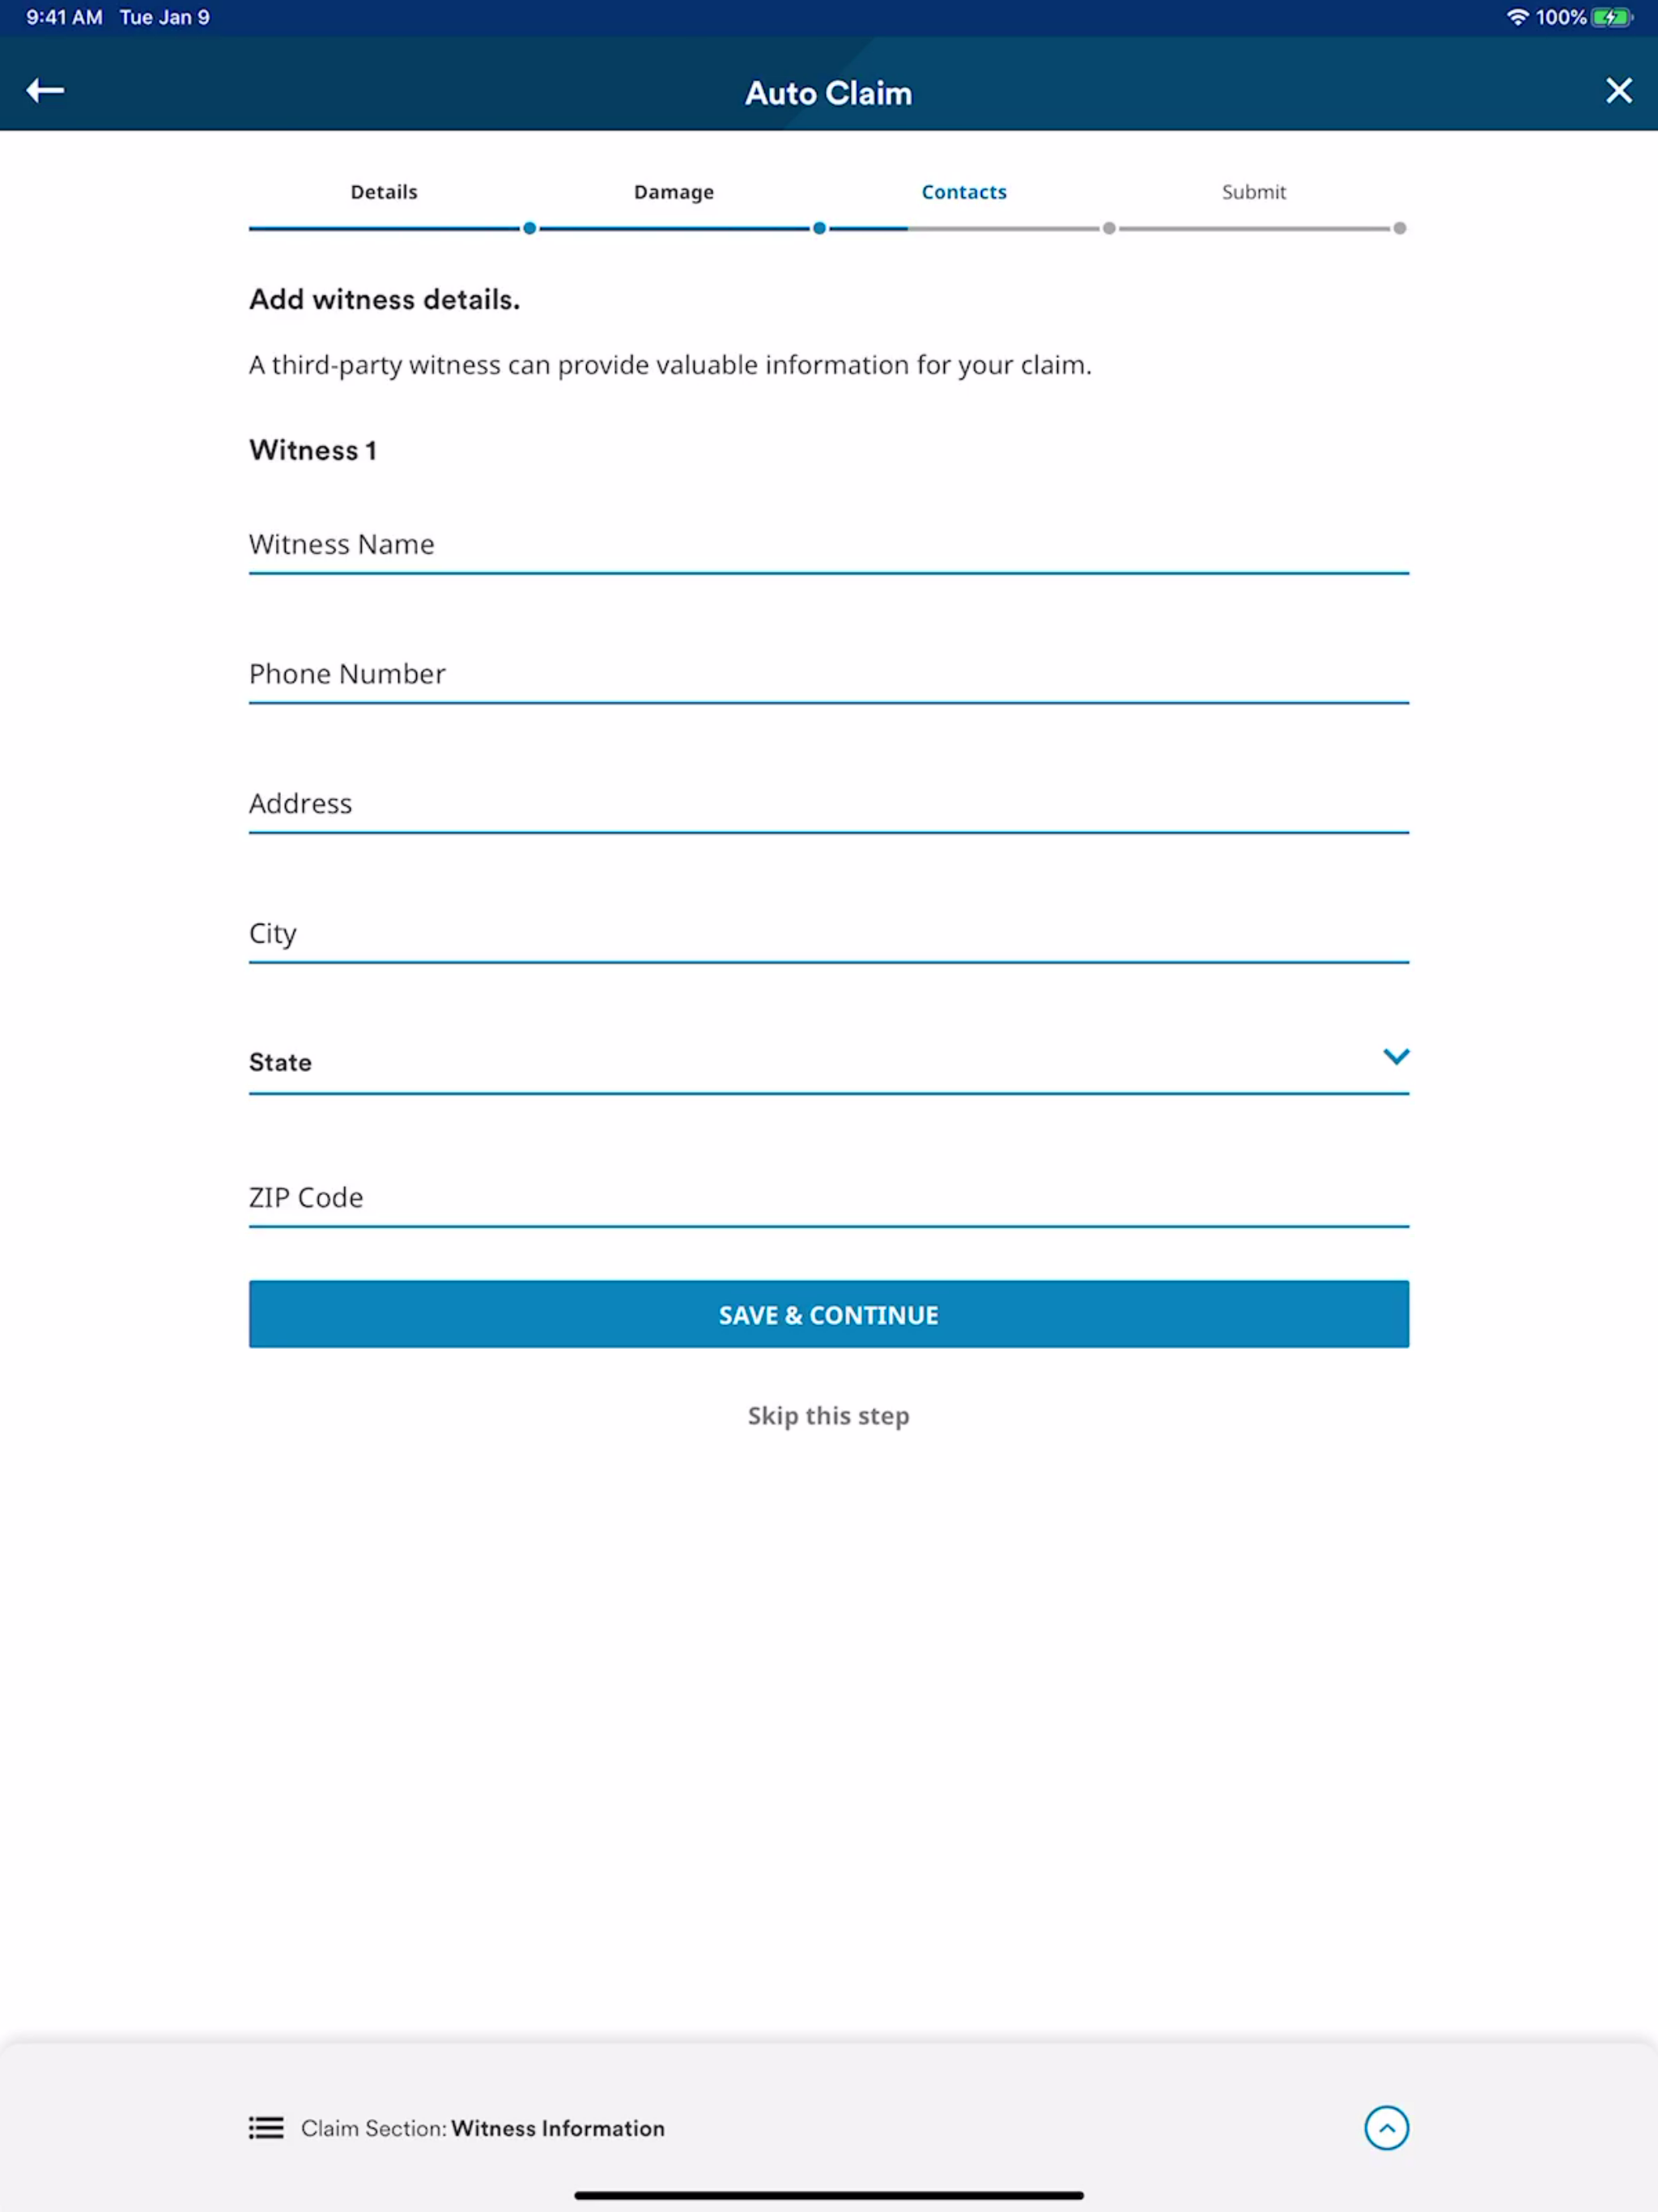 9:41 AM Tue Jan 9 100%
Auto Claim
Details Damage Contacts Submit
Add witness details.
A third-party witness can provide valuable information for your claim.
Witness 1
Witness Name
Phone Number
Address
City
State
ZIP Code
SAVE & CONTINUE
Skip this step
Claim Section: Witness Information